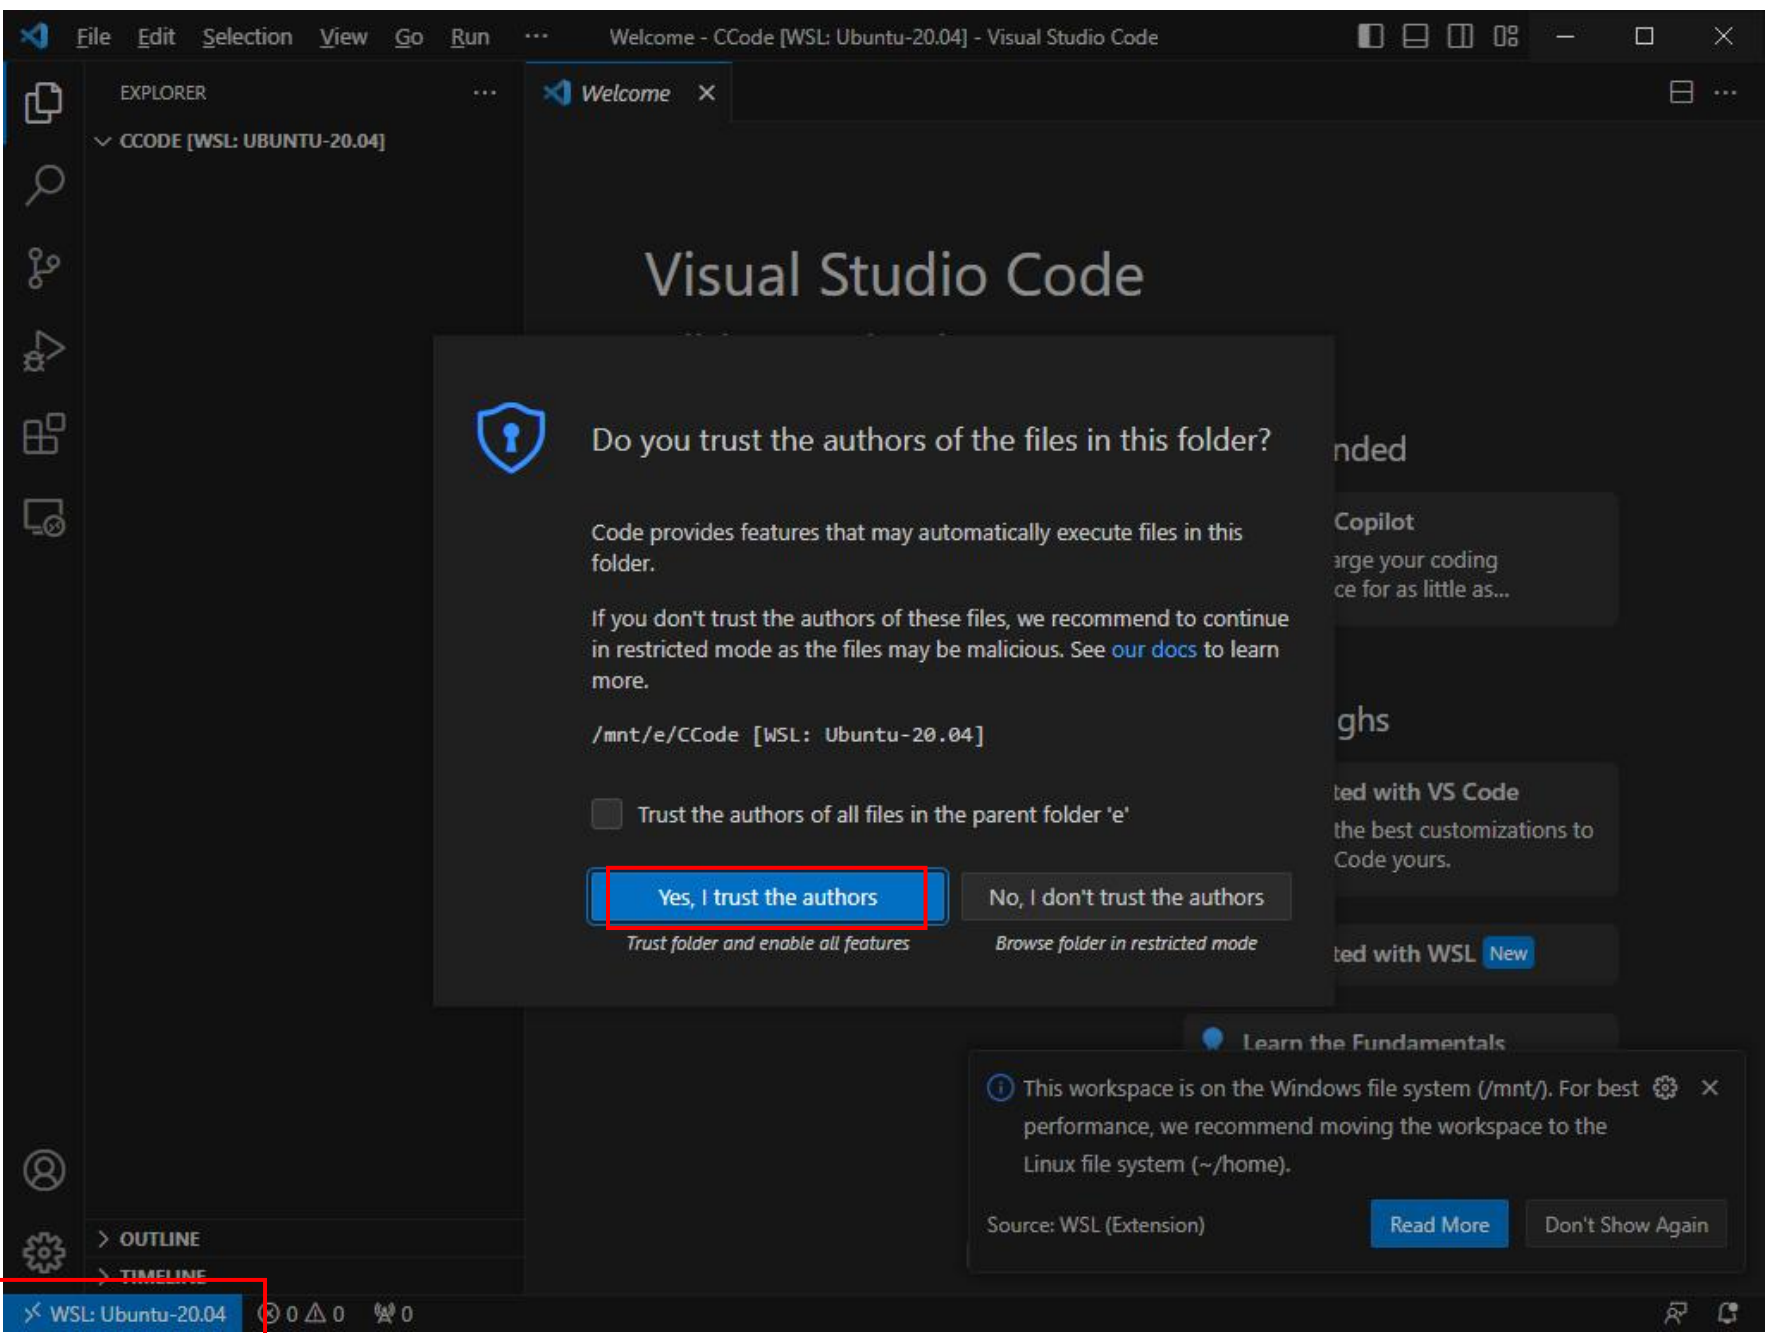 File Edit Selection View Go Run ··· Welcome - CCode [WSL: Ubuntu-20.04] - Visual Studio Code
EXPLORER ···
Welcome
CCODE [WSL: UBUNTU-20.04]
Visual Studio Code
Do you trust the authors of the files in this folder?
Code provides features that may automatically execute files in this
folder.
If you don't trust the authors of these files, we recommend to continue
in restricted mode as the files may be malicious. See our docs to learn
more.
/mnt/e/CCode [WSL: Ubuntu-20.04]
Trust the authors of all files in the parent folder 'e'
Yes, I trust the authors
No, I don't trust the authors
Trust folder and enable all features
Browse folder in restricted mode
nded
Copilot
arge your coding
ce for as little as...
ghs
ted with VS Code
the best customizations to
Code yours.
ted with WSL New
Learn the Fundamentals
This workspace is on the Windows file system (/mnt/). For best
performance, we recommend moving the workspace to the
Linux file system (~/home).
Source: WSL (Extension)
Read More
Don't Show Again
OUTLINE
TIMELINE
WSL: Ubuntu-20.04 0 0 0